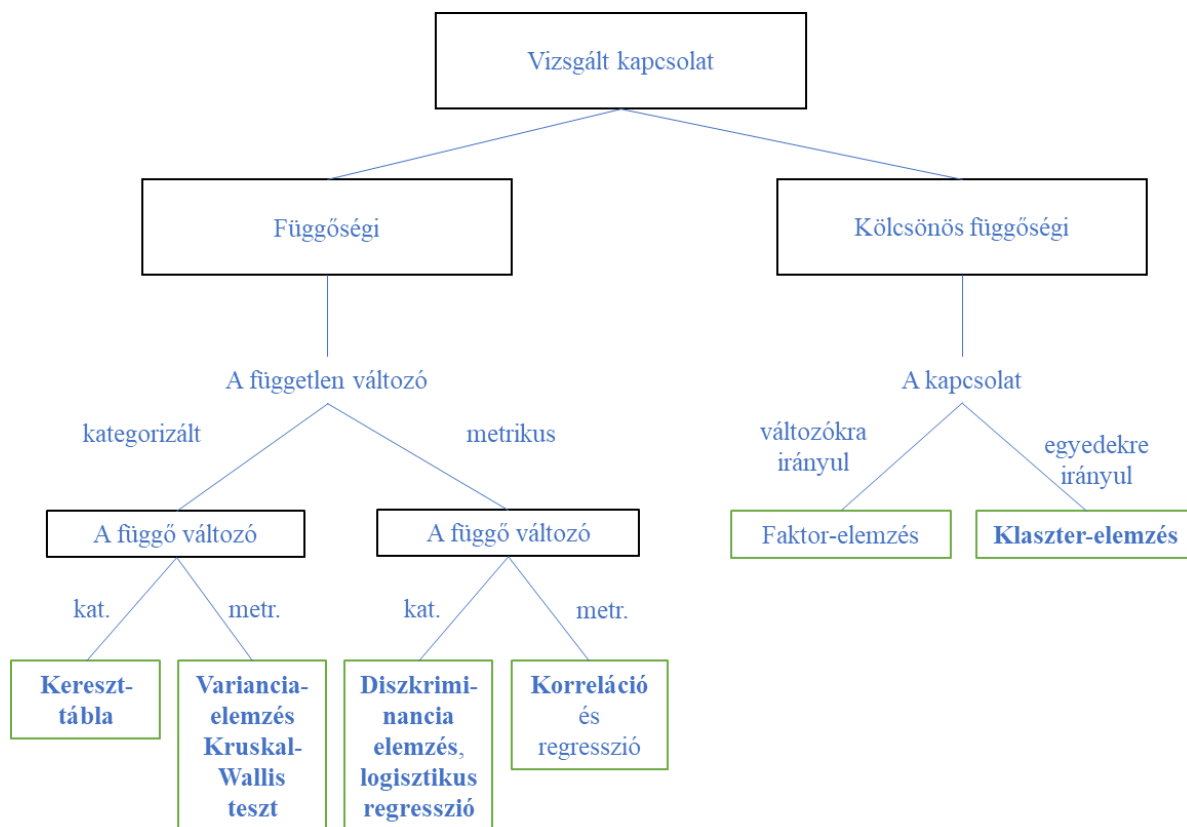 Vizsgált kapcsolat
Függőségi
Kölcsönös függőségi
A független változó
A kapcsolat
kategorizált
metrikus
változókra
irányul
egyedekre
irányul
A függő változó
A függő változó
Faktor-elemzés
Klaszter-elemzés
kat.
metr.
kat.
metr.
Kereszt-
tábla
Variancia-
elemzés
Kruskal-
Wallis
teszt
Diszkrimi-
nancia
elemzés,
logisztikus
regresszió
Korreláció
és
regresszió